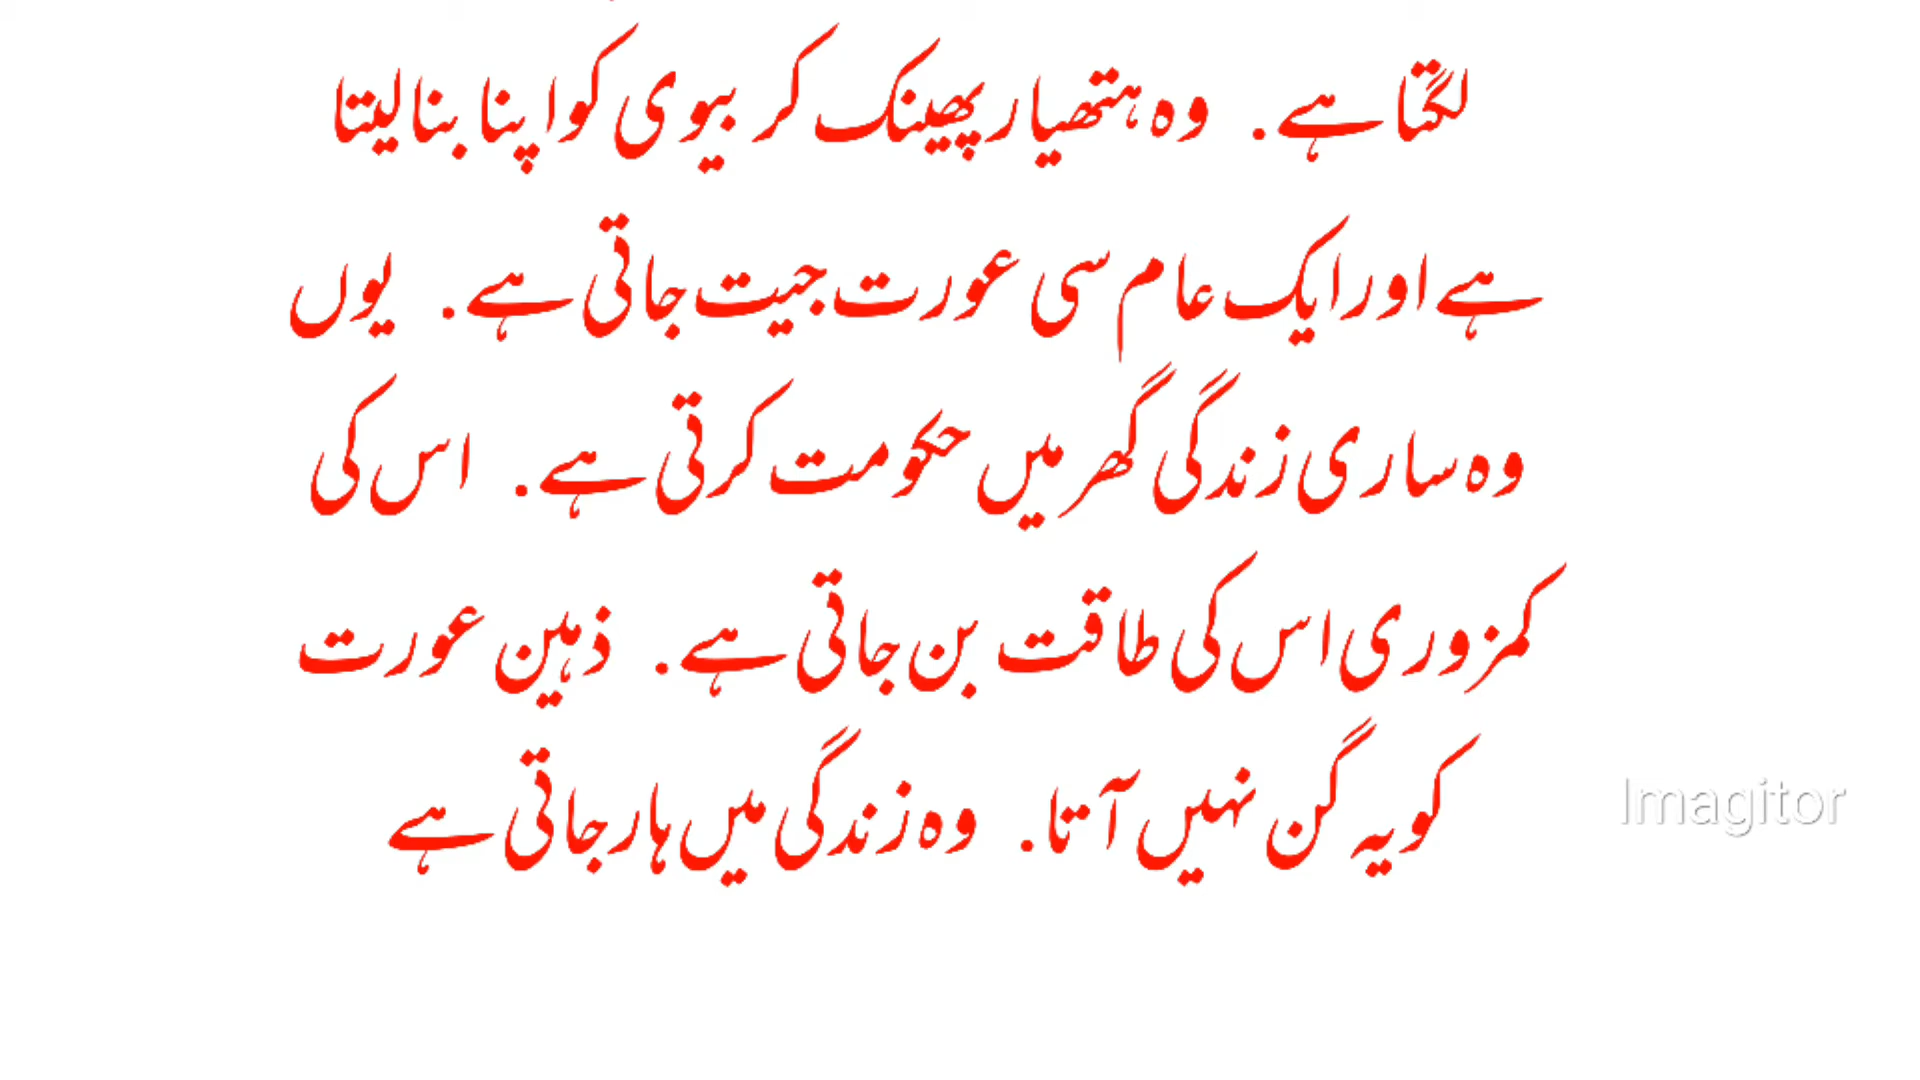 لگتا ہے. وہ ہتھیار پھینک کر بیوی کو اپنا بنا لیتا
ہے اور ایک عام سی عورت جیت جاتی ہے. یوں
وہ ساری زندگی گھر میں حکومت کرتی ہے. اس کی
کمزوری اس کی طاقت بن جاتی ہے. ذہین عورت
کو یہ گن نہیں آتا. وہ زندگی میں ہار جاتی ہے
Imagitor